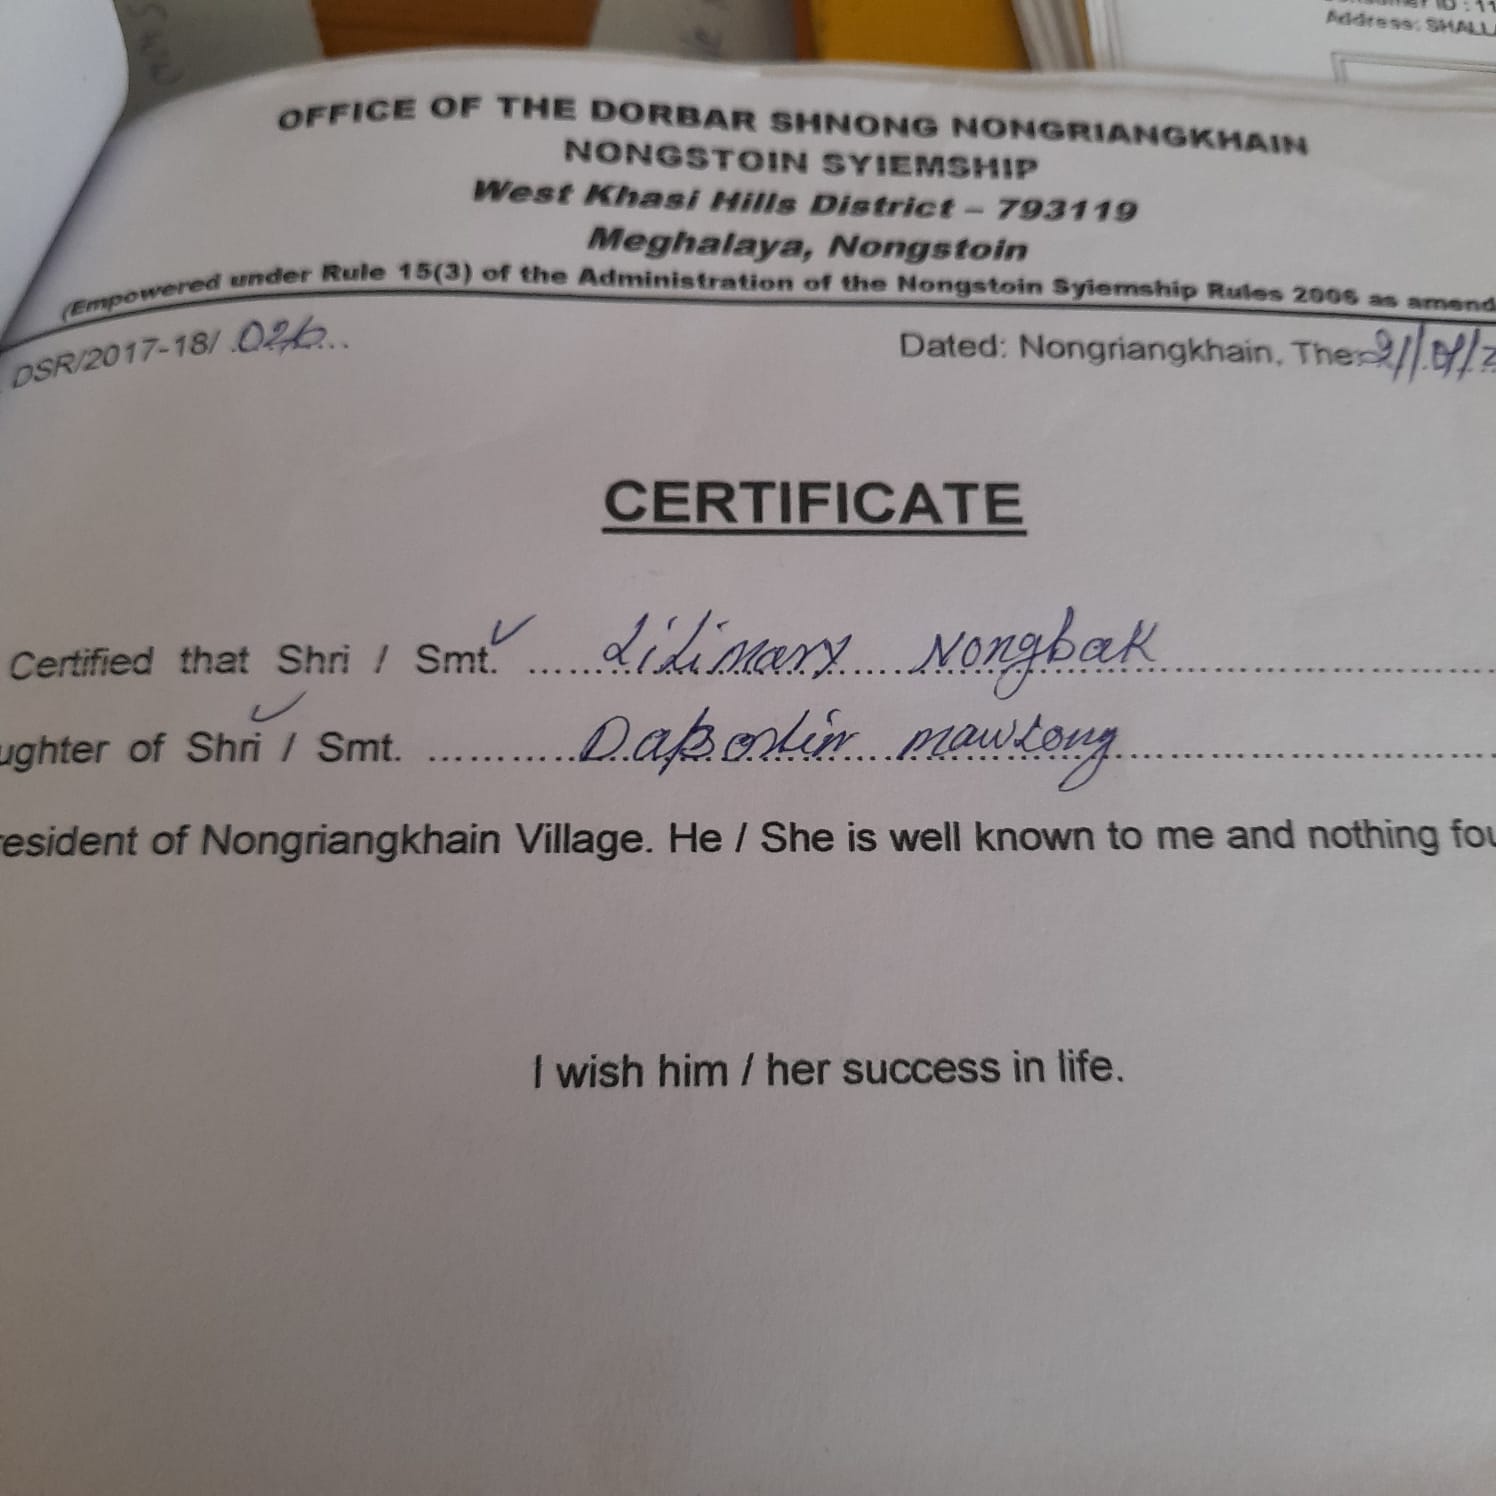 Address: SHALL
OFFICE OF THE DORBAR SHNONG NONGRIANGKHAIN
NONGSTOIN SYIEMSHIP
West Khasi Hills District – 793119
Meghalaya, Nongstoin
(Empowered under Rule 15(3) of the Administration of the Nongstoin Syiemship Rules 2006 as amend
DSR/2017-18/ .026... Dated: Nongriangkhain, The
CERTIFICATE
Certified that Shri / Smt. ...... Lilimary .... Nongbak
ughter of Shri / Smt. ........... mawlong
resident of Nongriangkhain Village. He / She is well known to me and nothing fou
I wish him / her success in life.